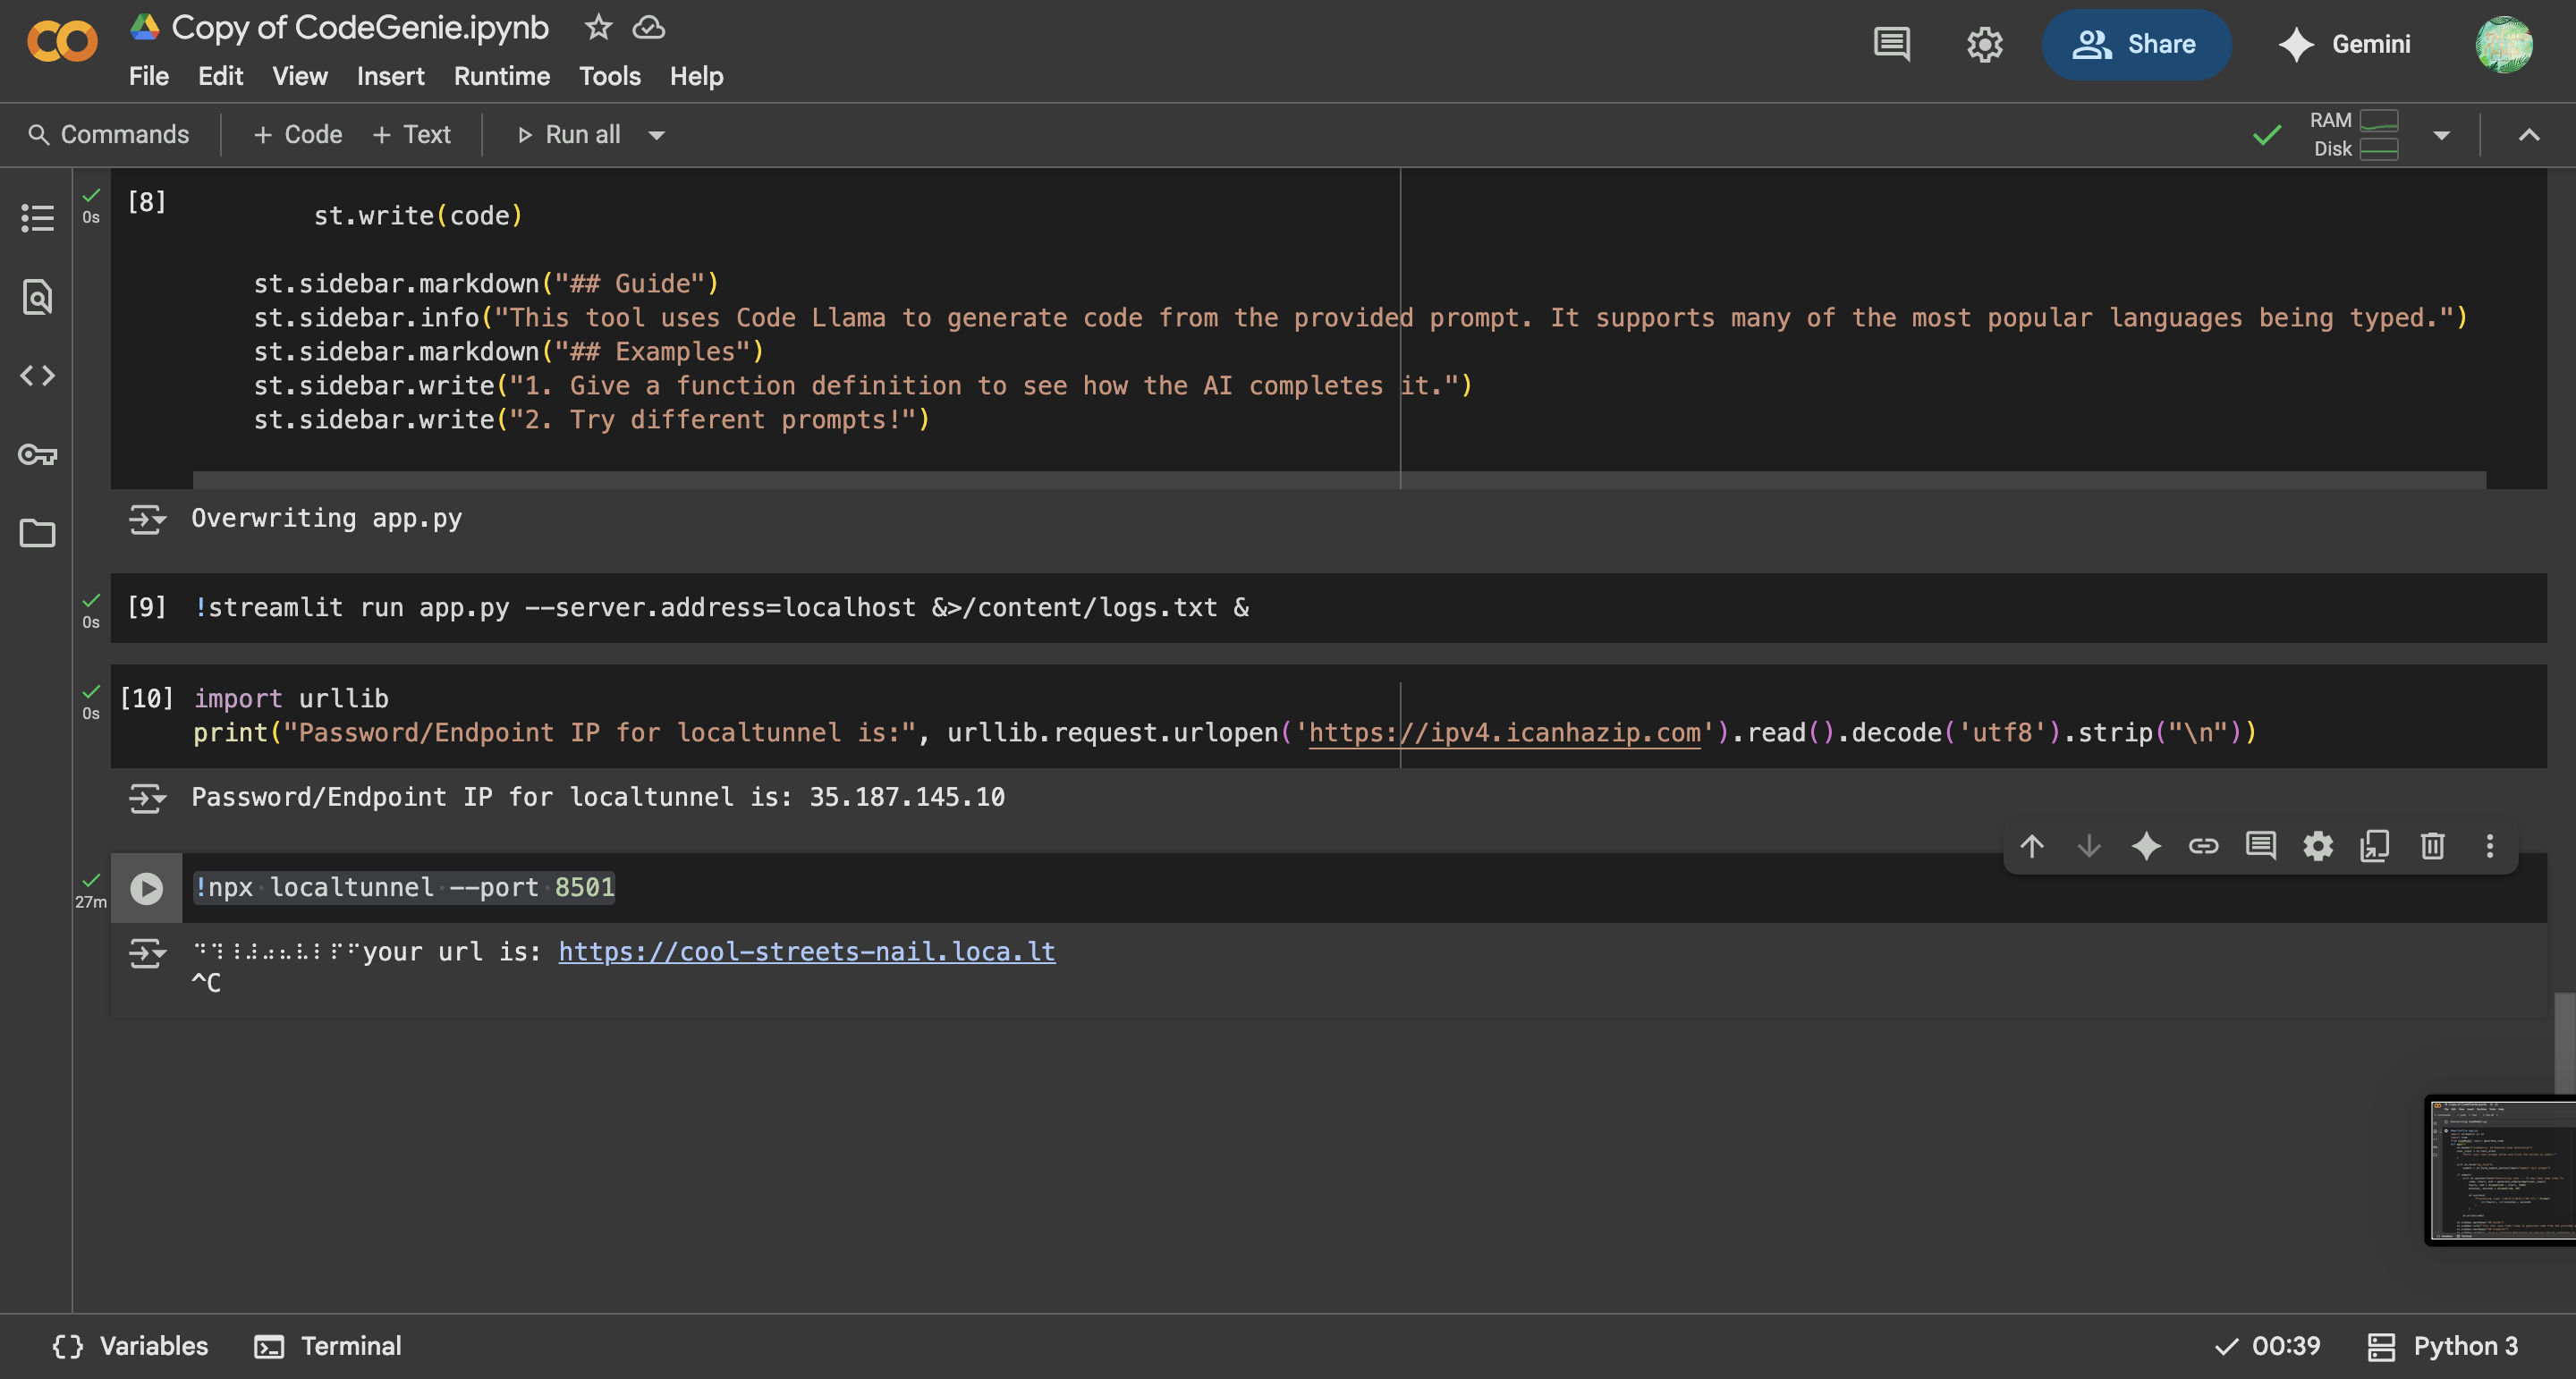 Copy of CodeGenie.ipynb
File Edit View Insert Runtime Tools Help
Share
Gemini
Commands + Code + Text Run all
RAM
Disk
[8]
0s
st.write(code)
st.sidebar.markdown("## Guide")
st.sidebar.info("This tool uses Code Llama to generate code from the provided prompt. It supports many of the most popular languages being typed.")
st.sidebar.markdown("## Examples")
st.sidebar.write("1. Give a function definition to see how the AI completes it.")
st.sidebar.write("2. Try different prompts!")
Overwriting app.py
[9] !streamlit run app.py --server.address=localhost &>/content/logs.txt &
0s
[10] import urllib
0s
print("Password/Endpoint IP for localtunnel is:", urllib.request.urlopen('https://ipv4.icanhazip.com').read().decode('utf8').strip("\n"))
Password/Endpoint IP for localtunnel is: 35.187.145.10
!npx localtunnel --port 8501
27m
your url is: https://cool-streets-nail.loca.lt
^C
Variables Terminal 00:39 Python 3